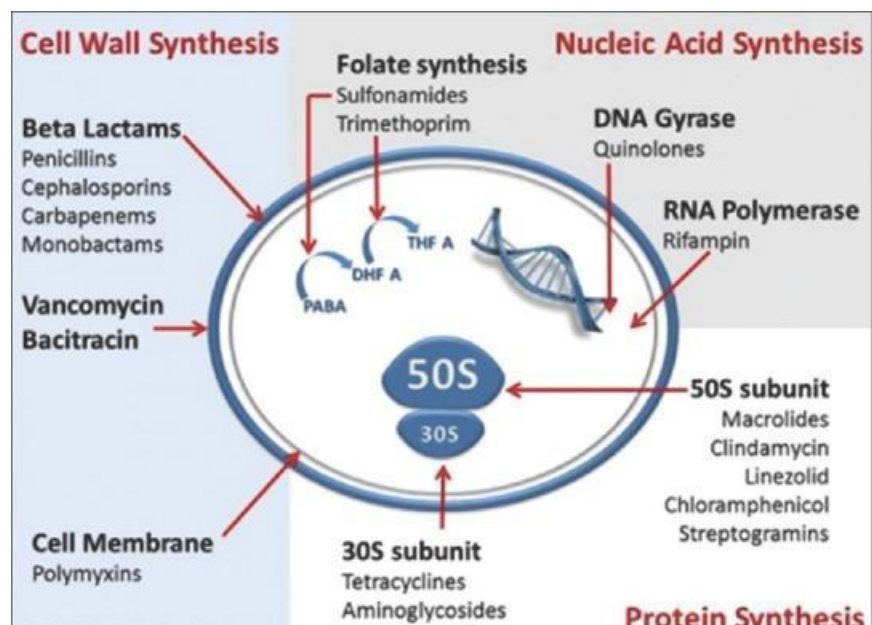 Cell Wall Synthesis
Nucleic Acid Synthesis
Folate synthesis
Sulfonamides
Trimethoprim
Beta Lactams
Penicillins
Cephalosporins
Carbapenems
Monobactams
DNA Gyrase
Quinolones
RNA Polymerase
Rifampin
THF A
DHF A
PABA
Vancomycin
Bacitracin
50S
30S
50S subunit
Macrolides
Clindamycin
Linezolid
Chloramphenicol
Streptogramins
Cell Membrane
Polymyxins
30S subunit
Tetracyclines
Aminoglycosides
Protein Synthesis